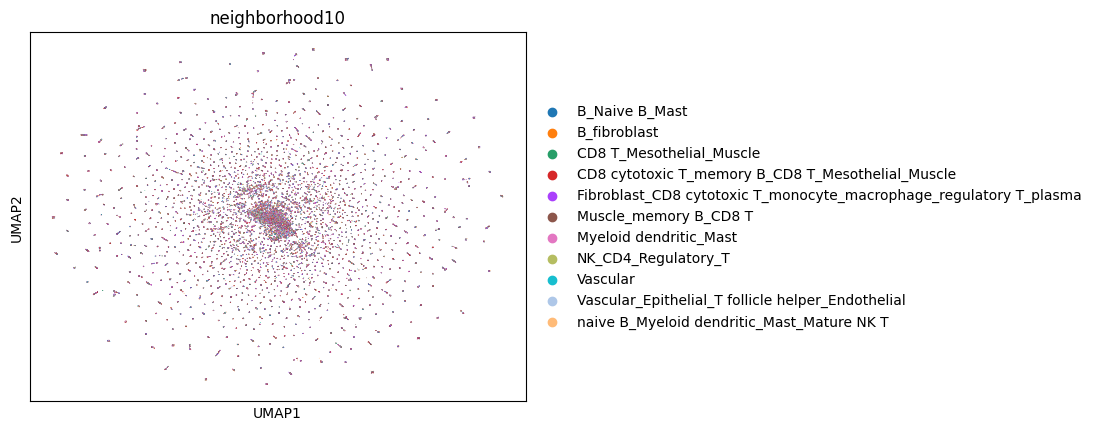 neighborhood10
UMAP2
UMAP1
B_Naive B_Mast
B_fibroblast
CD8 T_Mesothelial_Muscle
CD8 cytotoxic T_memory B_CD8 T_Mesothelial_Muscle
Fibroblast_CD8 cytotoxic T_monocyte_macrophage_regulatory T_plasma
Muscle_memory B_CD8 T
Myeloid dendritic_Mast
NK_CD4_Regulatory_T
Vascular
Vascular_Epithelial_T follicle helper_Endothelial
naive B_Myeloid dendritic_Mast_Mature NK T